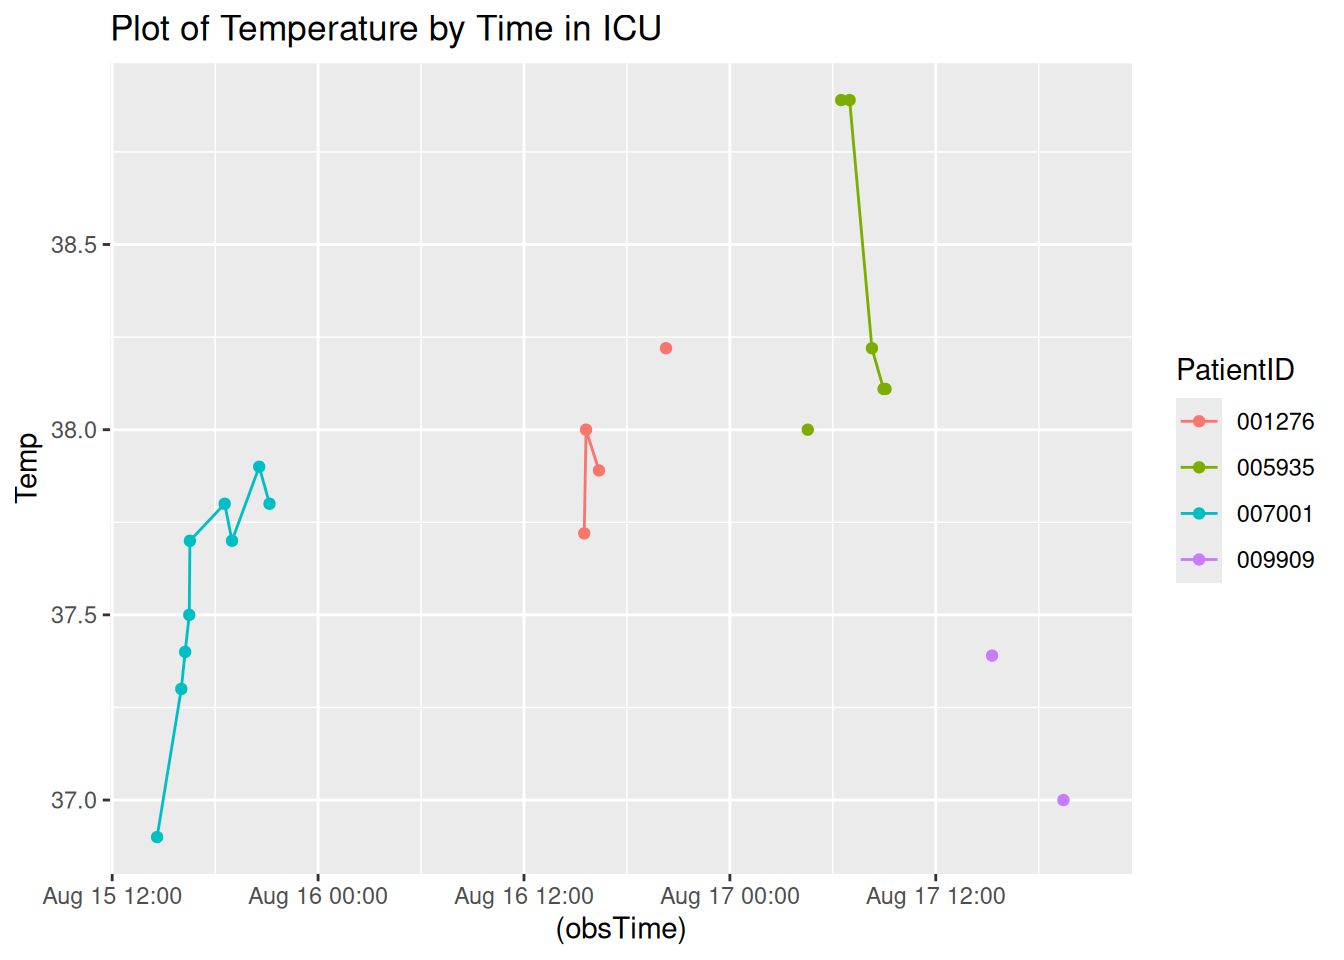 Plot of Temperature by Time in ICU
38.5
38.0
37.5
37.0
Temp
Aug 15 12:00
Aug 16 00:00
Aug 16 12:00
Aug 17 00:00
Aug 17 12:00
(obsTime)
PatientID
001276
005935
007001
009909